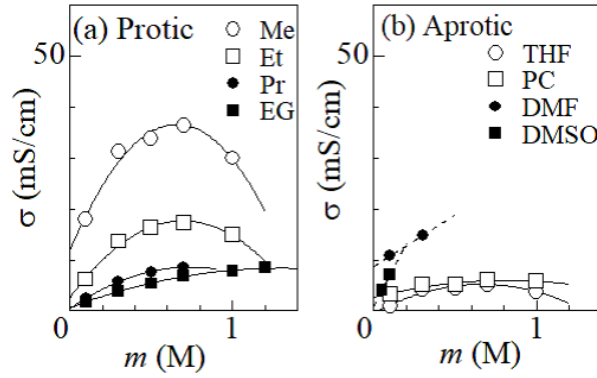 (a) Protic
Me
Et
Pr
EG
50
σ (mS/cm)
0
1
m (M)
(b) Aprotic
THF
PC
DMF
DMSO
50
σ (mS/cm)
0
1
m (M)